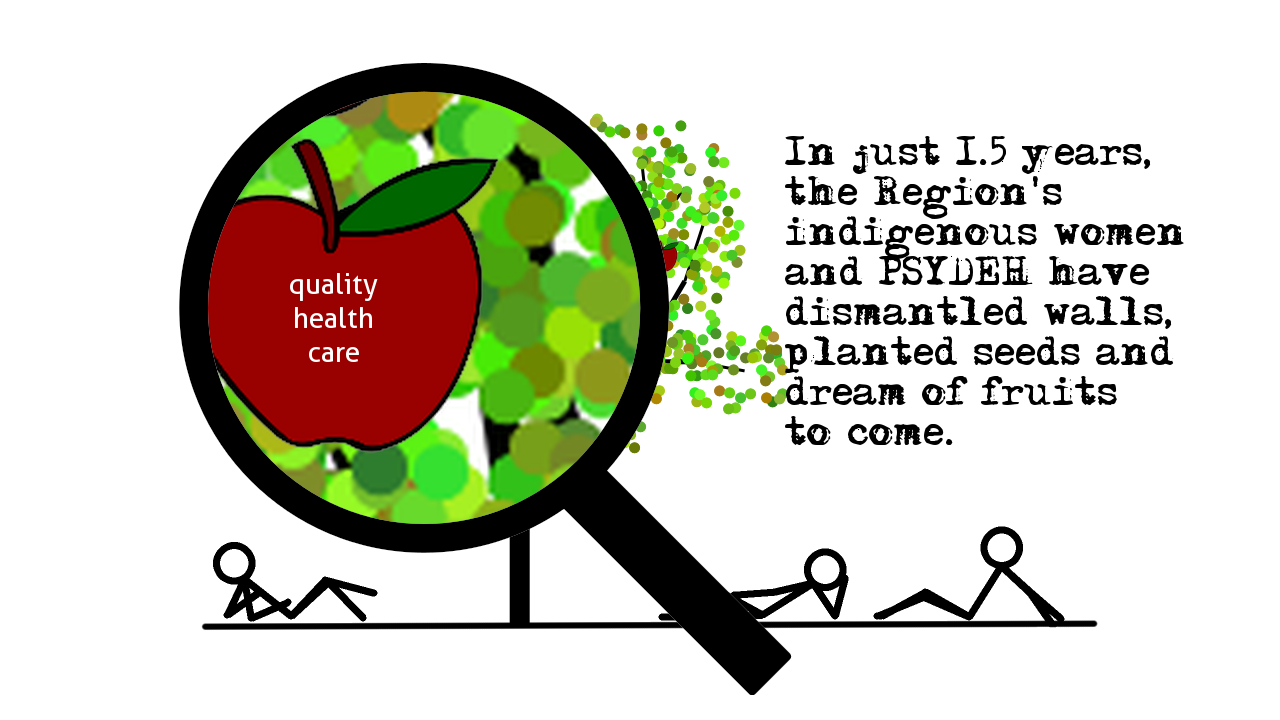 quality
health
care
In just 1.5 years,
the Region's
indigenous women
and PSYDEH have
dismantled walls,
planted seeds and
dream of fruits
to come.